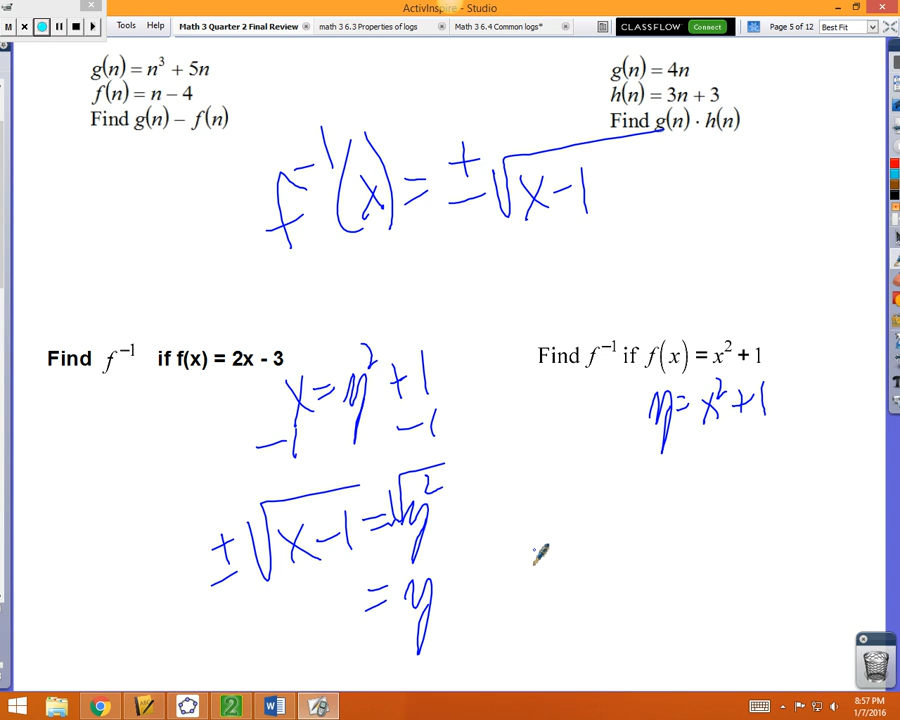 ActivInspire - Studio
Tools Help Math 3 Quarter 2 Final Review math 3 6.3 Properties of logs Math 3 6.4 Common logs* CLASSFLOW Connect Page 5 of 12 Best Fit
M
g(n) = n³ + 5n
f(n) = n − 4
Find g(n) − f(n)
g(n) = 4n
h(n) = 3n + 3
Find g(n) · h(n)
f⁻¹(x) = ±√(x−1)
Find f⁻¹ if f(x) = 2x - 3
x = y² + 1
−1 −1
±√(x−1) = √y²
= y
Find f⁻¹ if f(x) = x² + 1
y = x² + 1
8:57 PM
1/7/2016